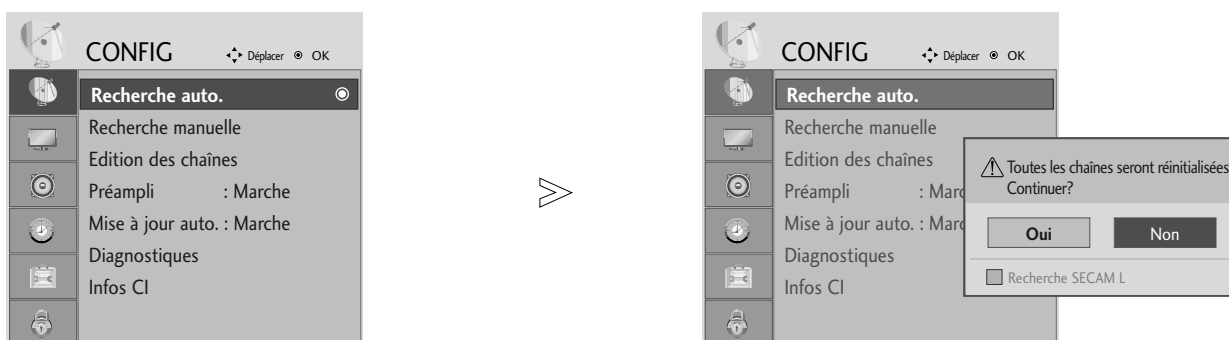 CONFIG Déplacer OK
Recherche auto.
Recherche manuelle
Edition des chaînes
Préampli : Marche
Mise à jour auto. : Marche
Diagnostiques
Infos CI
CONFIG Déplacer OK
Recherche auto.
Recherche manuelle
Edition des chaînes
Préampli : Marc
Mise à jour auto. : Marc
Diagnostiques
Infos CI
Toutes les chaînes seront réinitialisées
Continuer?
Oui Non
Recherche SECAM L